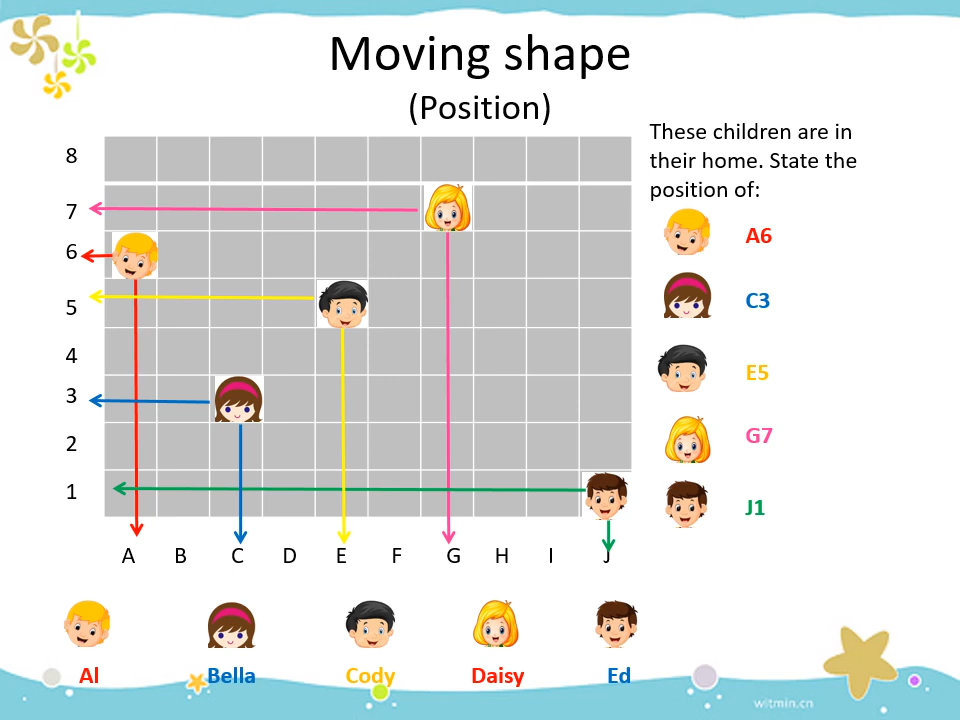 Moving shape
(Position)
These children are in
their home. State the
position of:
8
7
6
5
4
3
2
1
A B C D E F G H I J
A6
C3
E5
G7
J1
Al Bella Cody Daisy Ed
witmin.cn